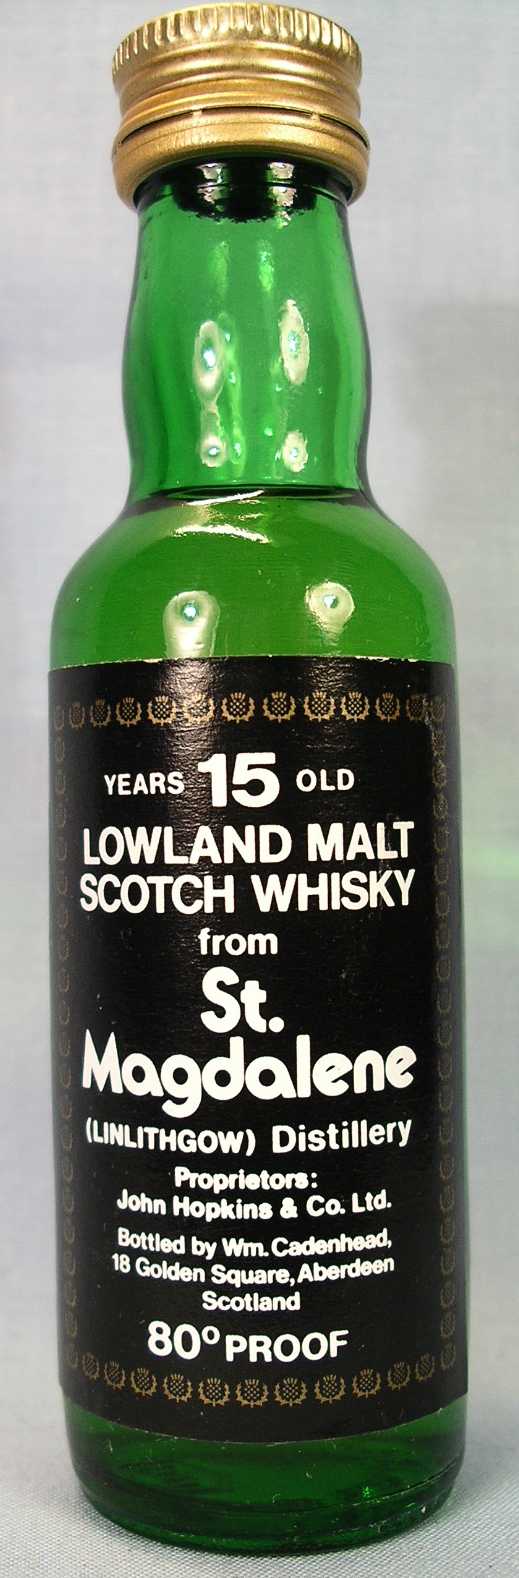 YEARS 15 OLD
LOWLAND MALT
SCOTCH WHISKY
from
St.
Magdalene
(LINLITHGOW) Distillery
Proprietors:
John Hopkins & Co. Ltd.
Bottled by Wm. Cadenhead,
18 Golden Square, Aberdeen
Scotland
80° PROOF